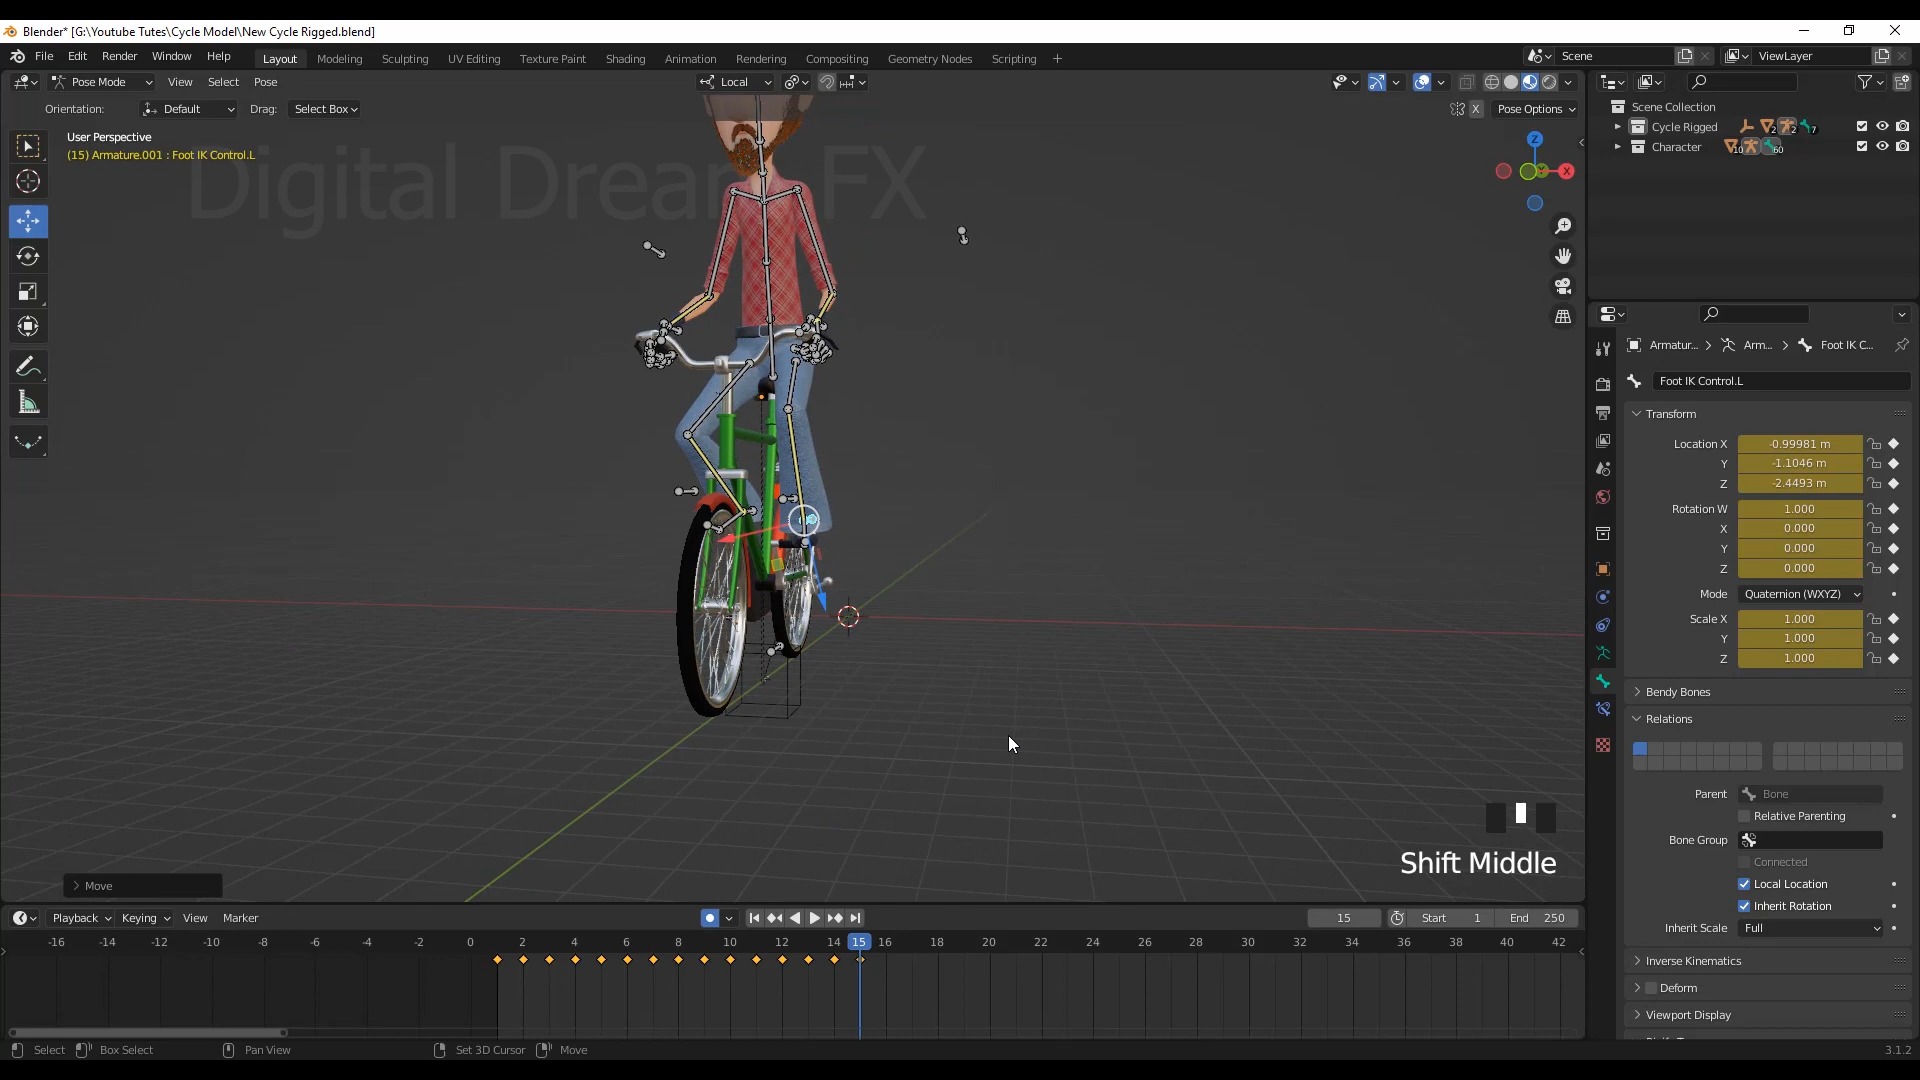 Blender* [G:\Youtube Tutes\Cycle Model\New Cycle Rigged.blend]
File Edit Render Window Help Layout Modeling Sculpting UV Editing Texture Paint Shading Animation Rendering Compositing Geometry Nodes Scripting + Scene ViewLayer
Pose Mode View Select Pose Local
Orientation: Default Drag: Select Box X Pose Options
Scene Collection
Cycle Rigged 2 2 7
Character 10 60
User Perspective
(15) Armature.001 : Foot IK Control.L
Digital Dream FX
Z
X
Y
Armatur... > Arm... > Foot IK C...
Foot IK Control.L
Transform
Location X -0.99981 m
Y -1.1046 m
Z -2.4493 m
Rotation W 1.000
X 0.000
Y 0.000
Z 0.000
Mode Quaternion (WXYZ)
Scale X 1.000
Y 1.000
Z 1.000
Bendy Bones
Relations
Parent Bone
Relative Parenting
Bone Group
Connected
Local Location
Inherit Rotation
Inherit Scale Full
Inverse Kinematics
Deform
Viewport Display
Shift Middle
Move
Playback Keying View Marker 15 Start 1 End 250
-16 -14 -12 -10 -8 -6 -4 -2 0 2 4 6 8 10 12 14 15 16 18 20 22 24 26 28 30 32 34 36 38 40 42
Select Box Select Pan View Set 3D Cursor Move 3.1.2